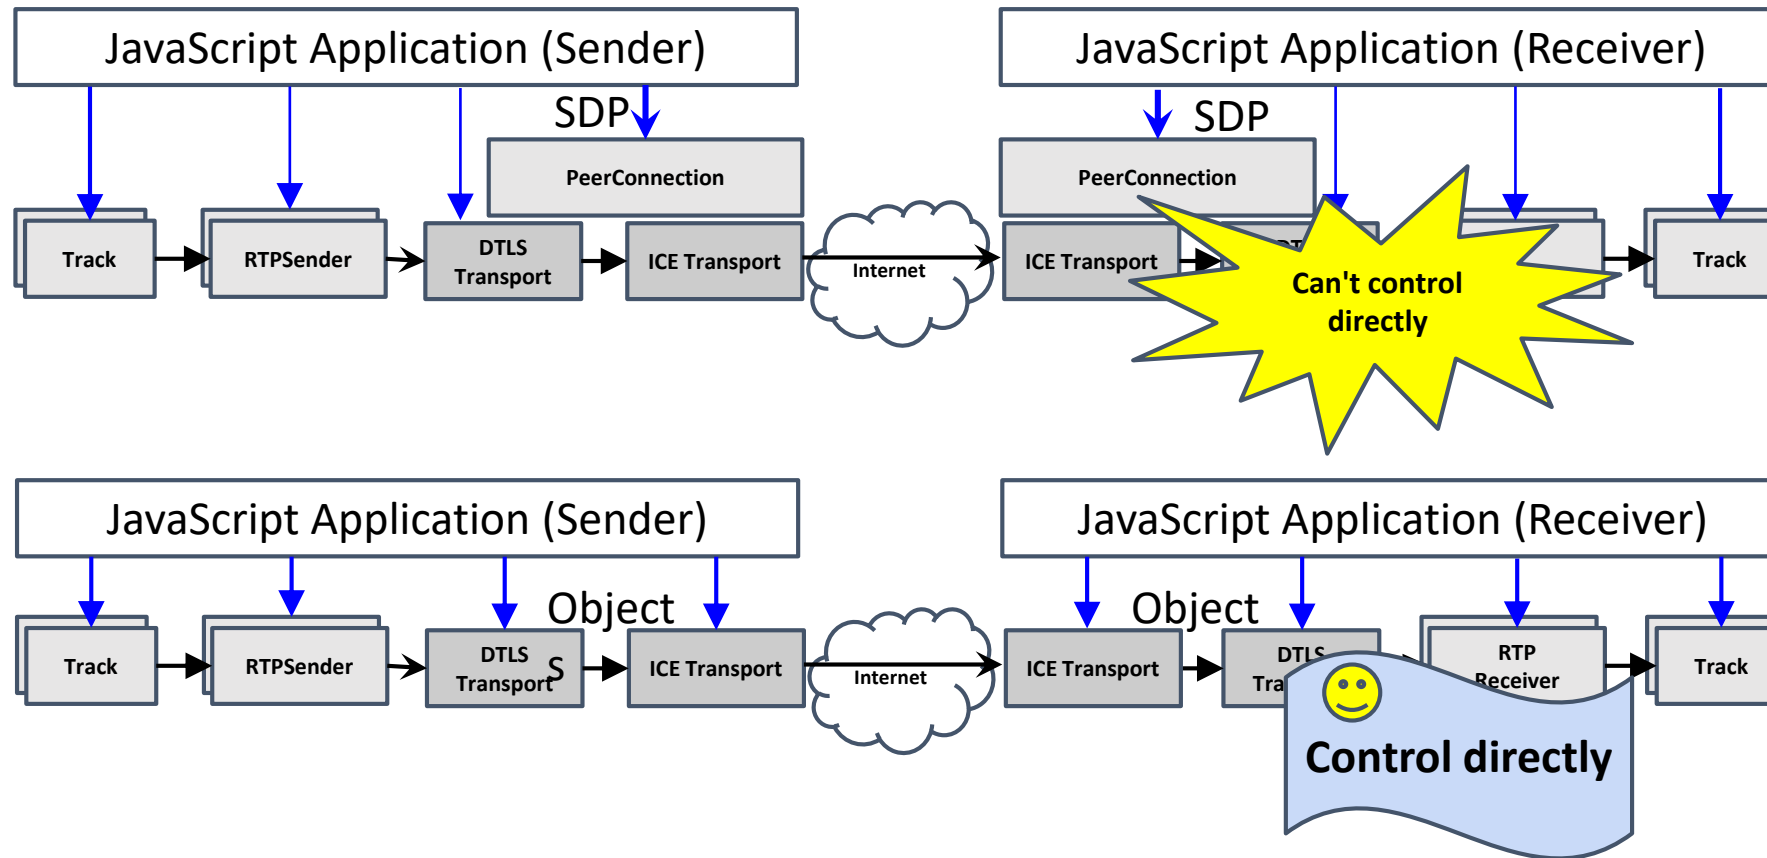 JavaScript Application (Sender)
JavaScript Application (Receiver)
SDP
SDP
PeerConnection
PeerConnection
Track
RTPSender
DTLS
Transport
ICE Transport
Internet
ICE Transport
Track
Can't control
directly
JavaScript Application (Sender)
JavaScript Application (Receiver)
Object
s
Object
Track
RTPSender
DTLS
Transport
ICE Transport
Internet
ICE Transport
DTLS
RTP
Receiver
Track
Control directly